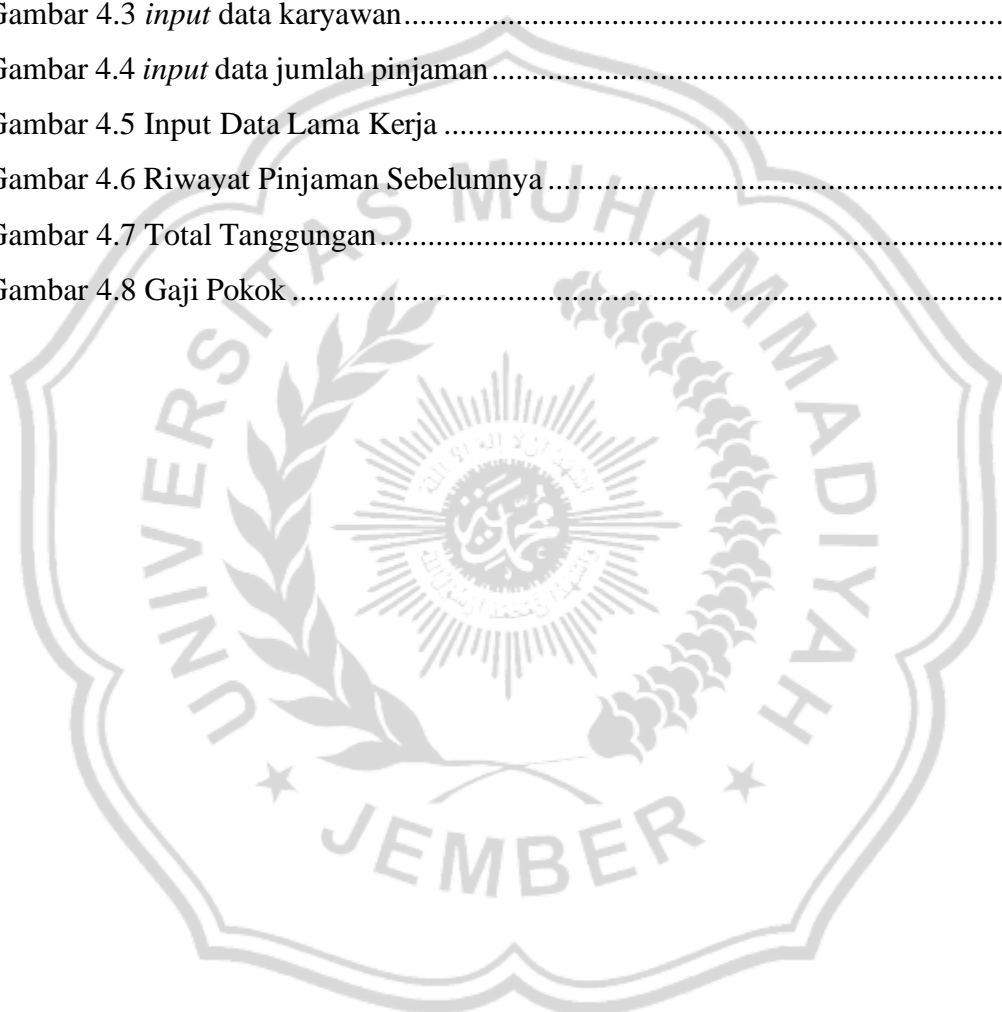 Gambar 4.3 input data karyawan........................................................................
Gambar 4.4 input data jumlah pinjaman............................................................
Gambar 4.5 Input Data Lama Kerja ..................................................................
Gambar 4.6 Riwayat Pinjaman Sebelumnya......................................................
Gambar 4.7 Total Tanggungan...........................................................................
Gambar 4.8 Gaji Pokok......................................................................................
UNIVERSITAS MUHAMMADIYAH
JEMBER